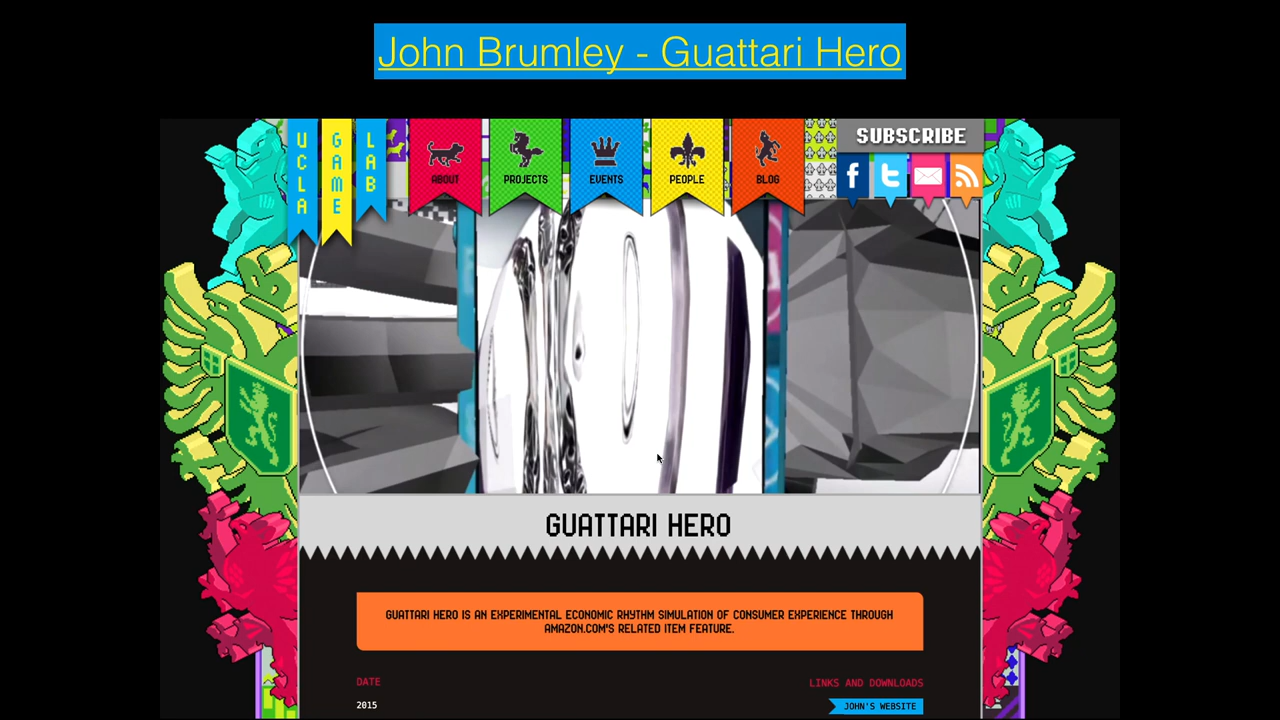 John Brumley - Guattari Hero
UCLA
GAME
LAB
ABOUT
PROJECTS
EVENTS
PEOPLE
BLOG
SUBSCRIBE
GUATTARI HERO
GUATTARI HERO IS AN EXPERIMENTAL ECONOMIC RHYTHM SIMULATION OF CONSUMER EXPERIENCE THROUGH
AMAZON.COM'S RELATED ITEM FEATURE.
DATE
LINKS AND DOWNLOADS
2015
JOHN'S WEBSITE